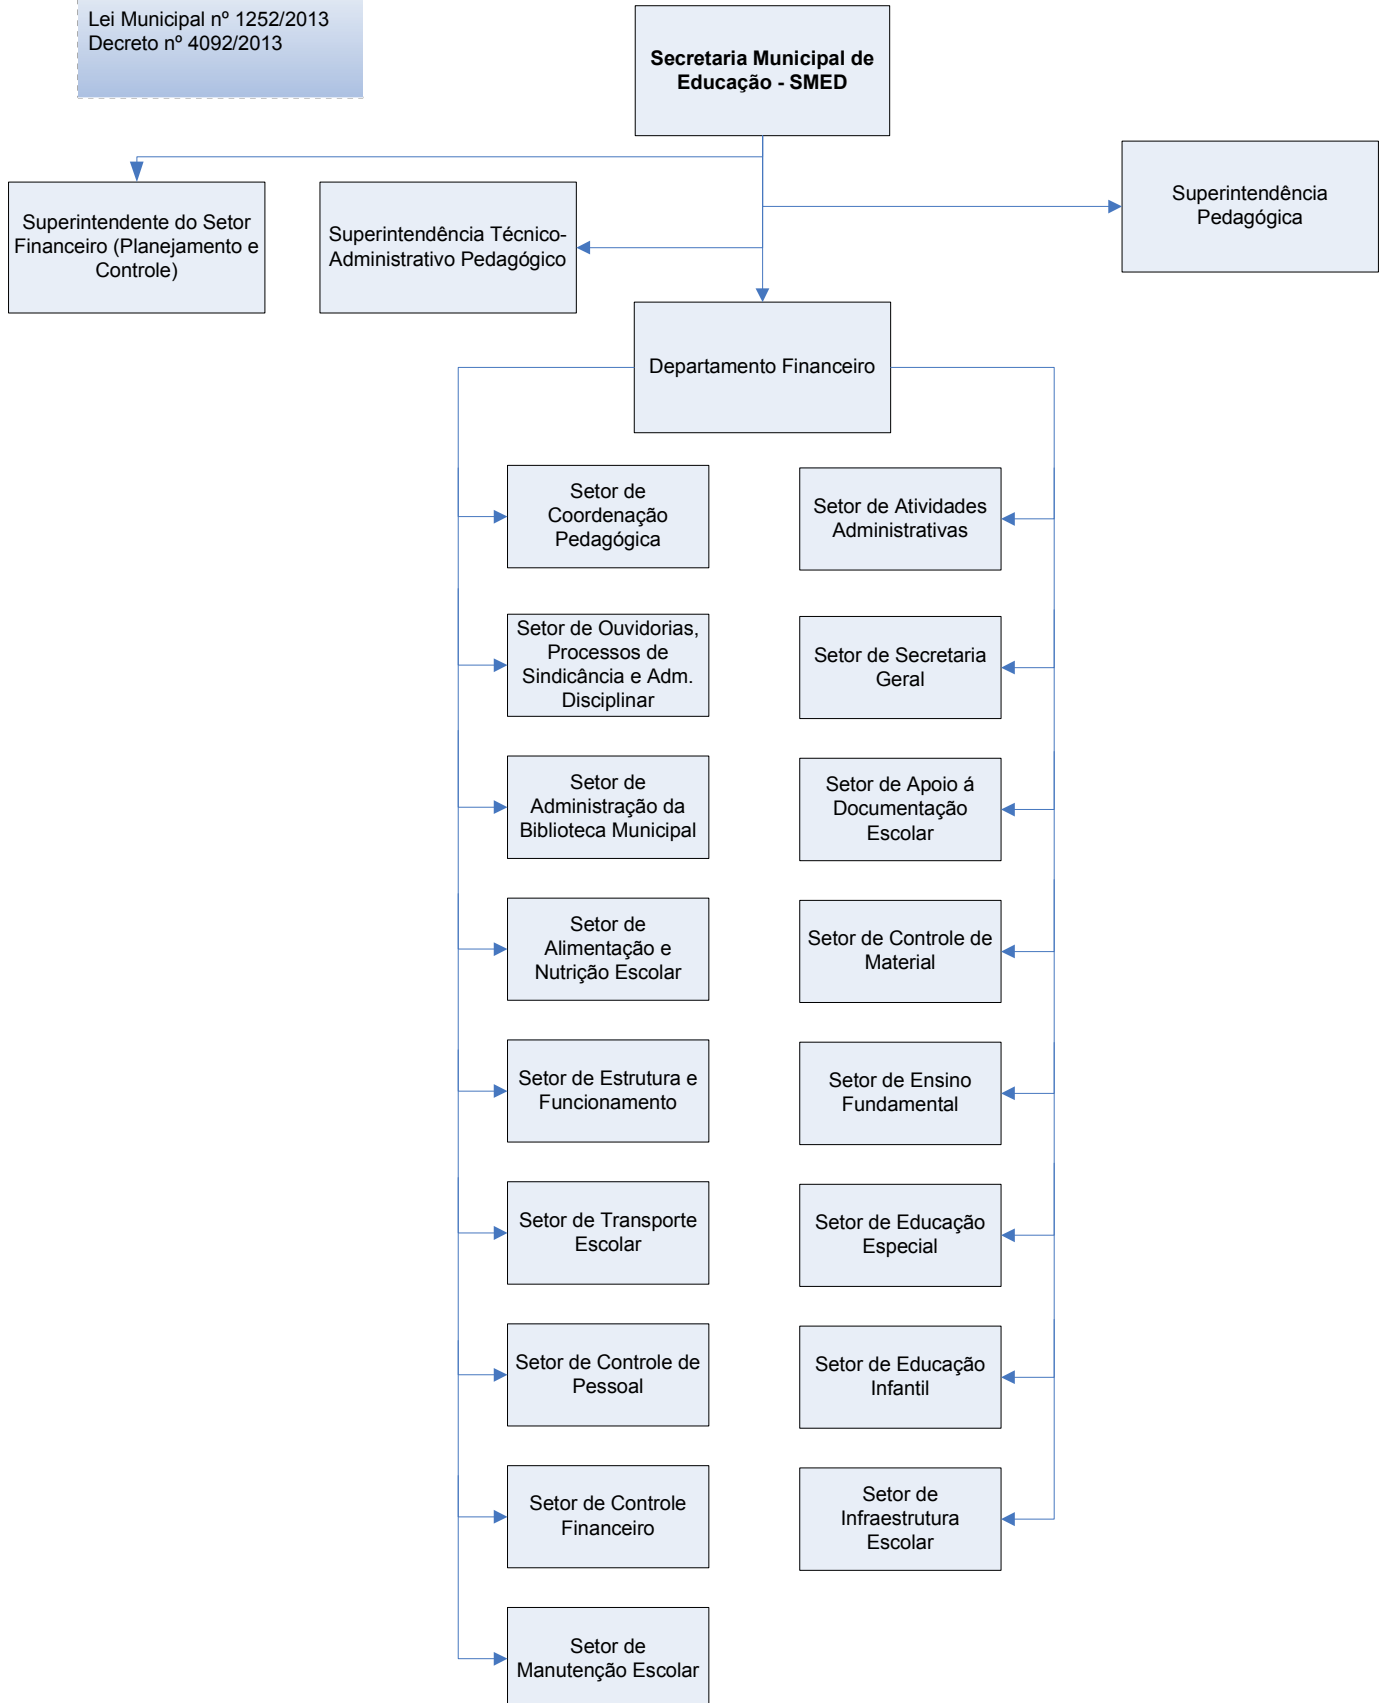 Lei Municipal nº 1252/2013
Decreto nº 4092/2013
Secretaria Municipal de
Educação - SMED
Superintendente do Setor
Financeiro (Planejamento e
Controle)
Superintendência Técnico-
Administrativo Pedagógico
Superintendência
Pedagógica
Departamento Financeiro
Setor de
Coordenação
Pedagógica
Setor de Atividades
Administrativas
Setor de Ouvidorias,
Processos de
Sindicância e Adm.
Disciplinar
Setor de Secretaria
Geral
Setor de
Administração da
Biblioteca Municipal
Setor de Apoio á
Documentação
Escolar
Setor de
Alimentação e
Nutrição Escolar
Setor de Controle de
Material
Setor de Estrutura e
Funcionamento
Setor de Ensino
Fundamental
Setor de Transporte
Escolar
Setor de Educação
Especial
Setor de Controle de
Pessoal
Setor de Educação
Infantil
Setor de Controle
Financeiro
Setor de
Infraestrutura
Escolar
Setor de
Manutenção Escolar